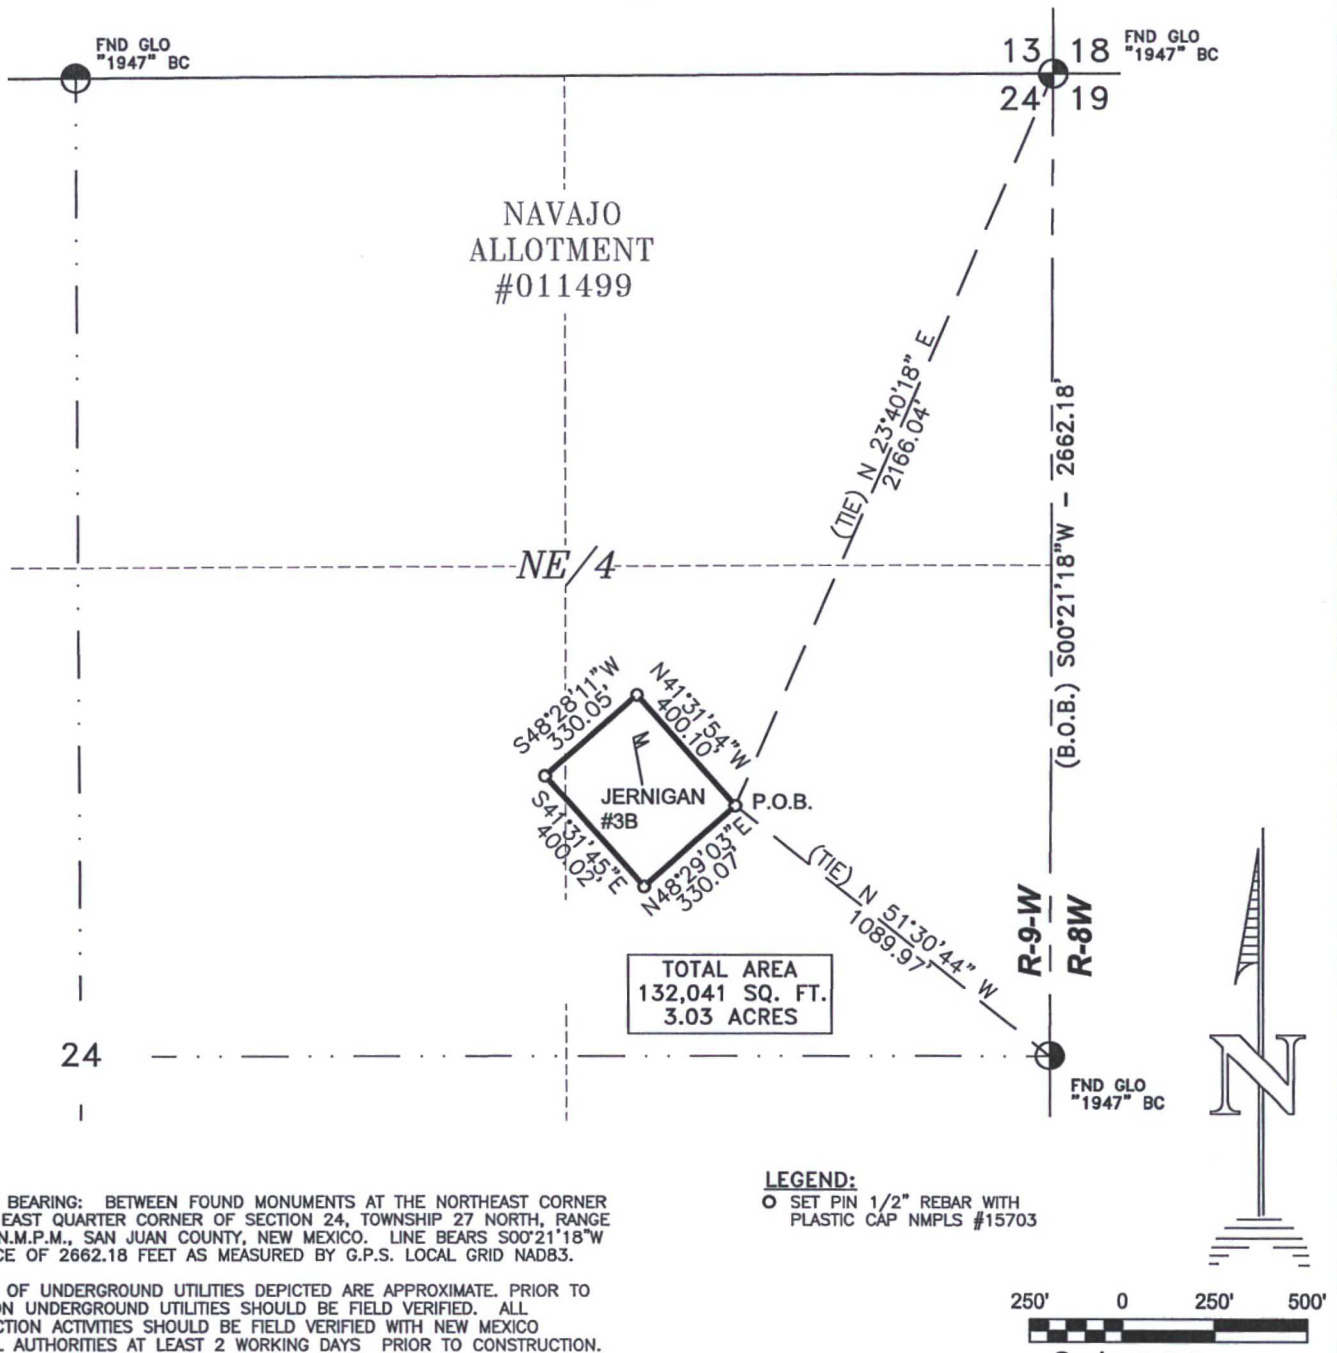 FND GLO
"1947" BC
13 18
FND GLO
"1947" BC
24 19
NAVAJO
ALLOTMENT
#011499
(TIE) N 23°40'18" E
2166.04'
(B.O.B.) S00°21'18"W - 2662.18'
NE/4
S48°28'11"W
330.05'
N41°31'54"W
400.10'
JERNIGAN
#3B
P.O.B.
S41°31'45"E
400.02'
N48°29'03"E
330.07'
(TIE) N 51°30'44" W
1089.97'
R-9-W
R-8W
TOTAL AREA
132,041 SQ. FT.
3.03 ACRES
24
FND GLO
"1947" BC
N
LEGEND:
O SET PIN 1/2" REBAR WITH
PLASTIC CAP NMPLS #15703
BEARING: BETWEEN FOUND MONUMENTS AT THE NORTHEAST CORNER
EAST QUARTER CORNER OF SECTION 24, TOWNSHIP 27 NORTH, RANGE
N.M.P.M., SAN JUAN COUNTY, NEW MEXICO. LINE BEARS S00°21'18"W
CE OF 2662.18 FEET AS MEASURED BY G.P.S. LOCAL GRID NAD83.
OF UNDERGROUND UTILITIES DEPICTED ARE APPROXIMATE. PRIOR TO
ON UNDERGROUND UTILITIES SHOULD BE FIELD VERIFIED. ALL
CTION ACTIVITIES SHOULD BE FIELD VERIFIED WITH NEW MEXICO
L AUTHORITIES AT LEAST 2 WORKING DAYS PRIOR TO CONSTRUCTION.
250' 0 250' 500'